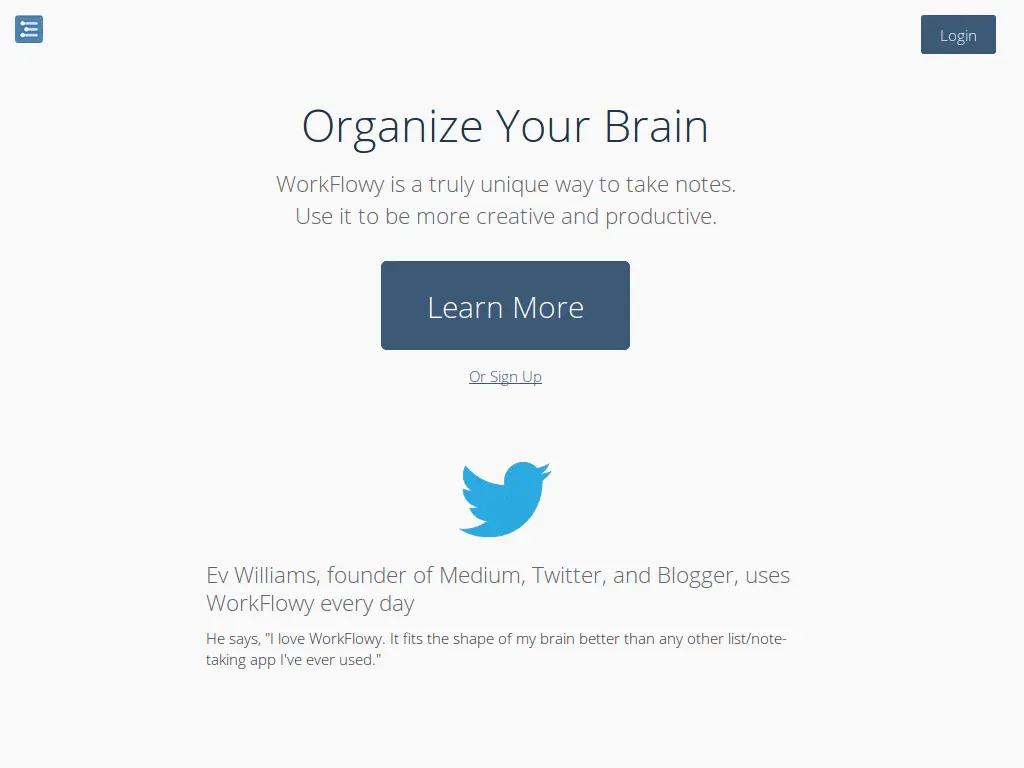 Login
Organize Your Brain
WorkFlowy is a truly unique way to take notes.
Use it to be more creative and productive.
Learn More
Or Sign Up
Ev Williams, founder of Medium, Twitter, and Blogger, uses
WorkFlowy every day
He says, "I love WorkFlowy. It fits the shape of my brain better than any other list/note-
taking app I've ever used."